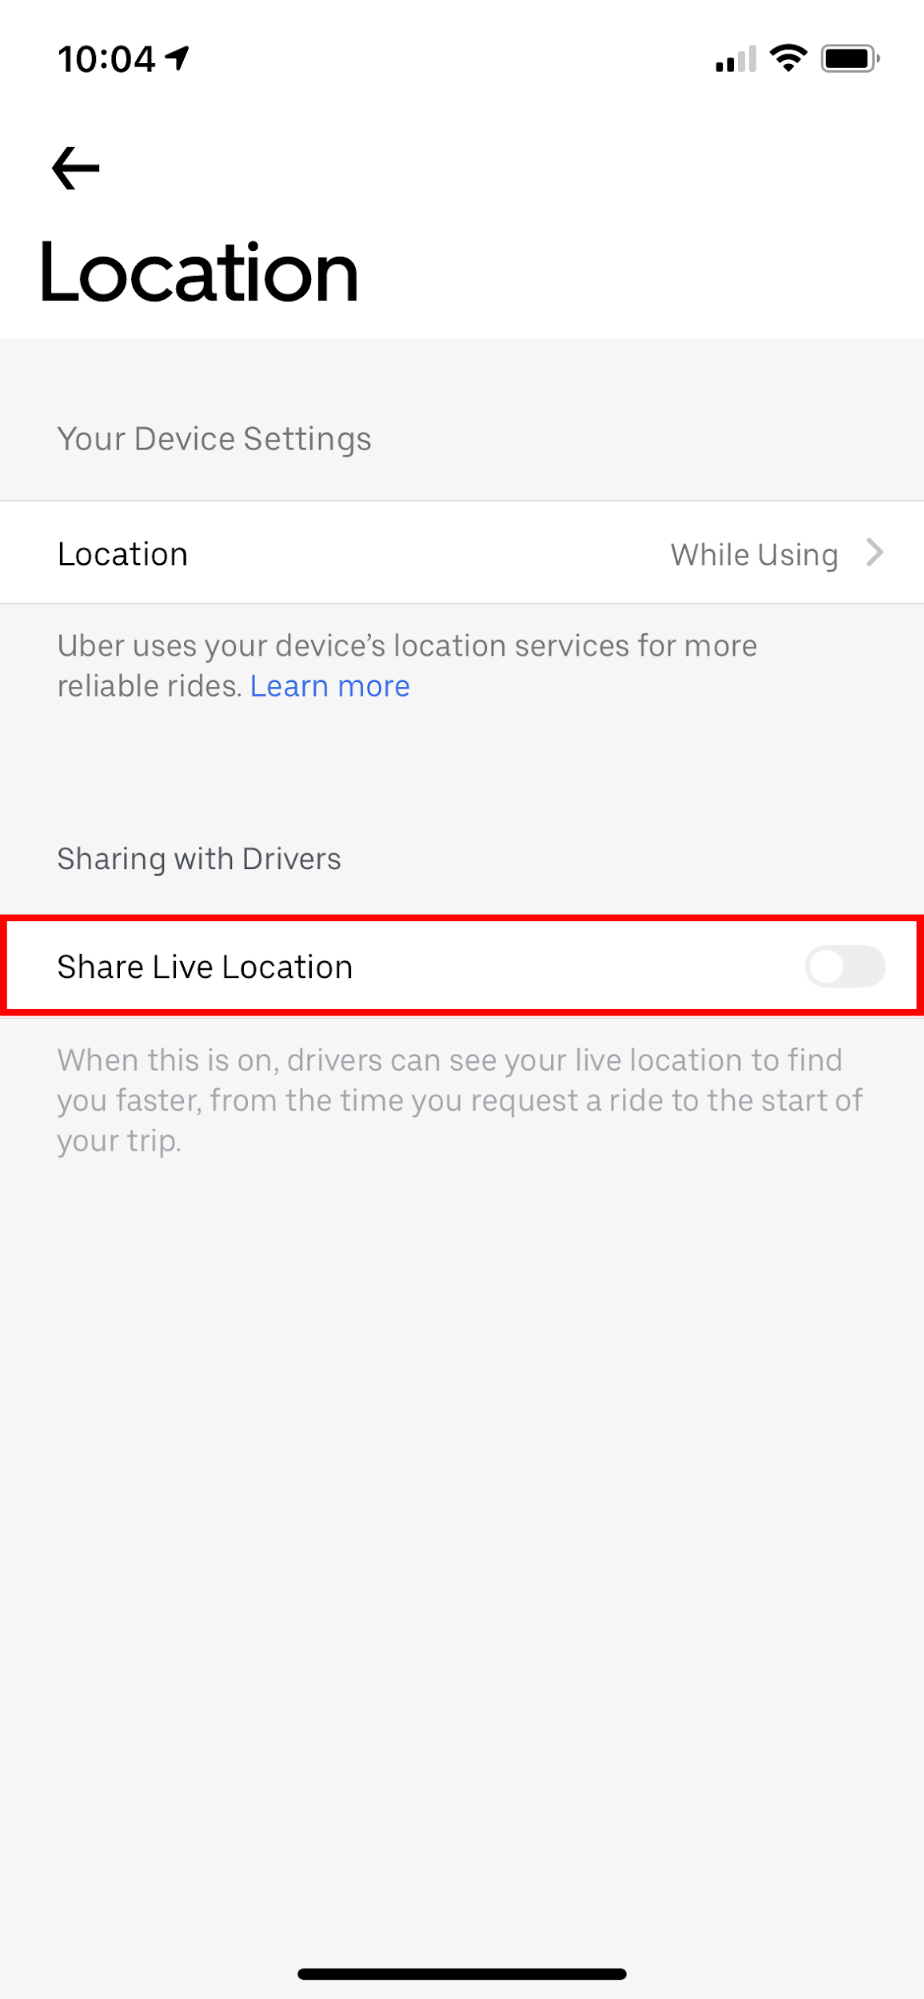 10:04
Location
Your Device Settings
Location While Using
Uber uses your device’s location services for more
reliable rides. Learn more
Sharing with Drivers
Share Live Location
When this is on, drivers can see your live location to find
you faster, from the time you request a ride to the start of
your trip.